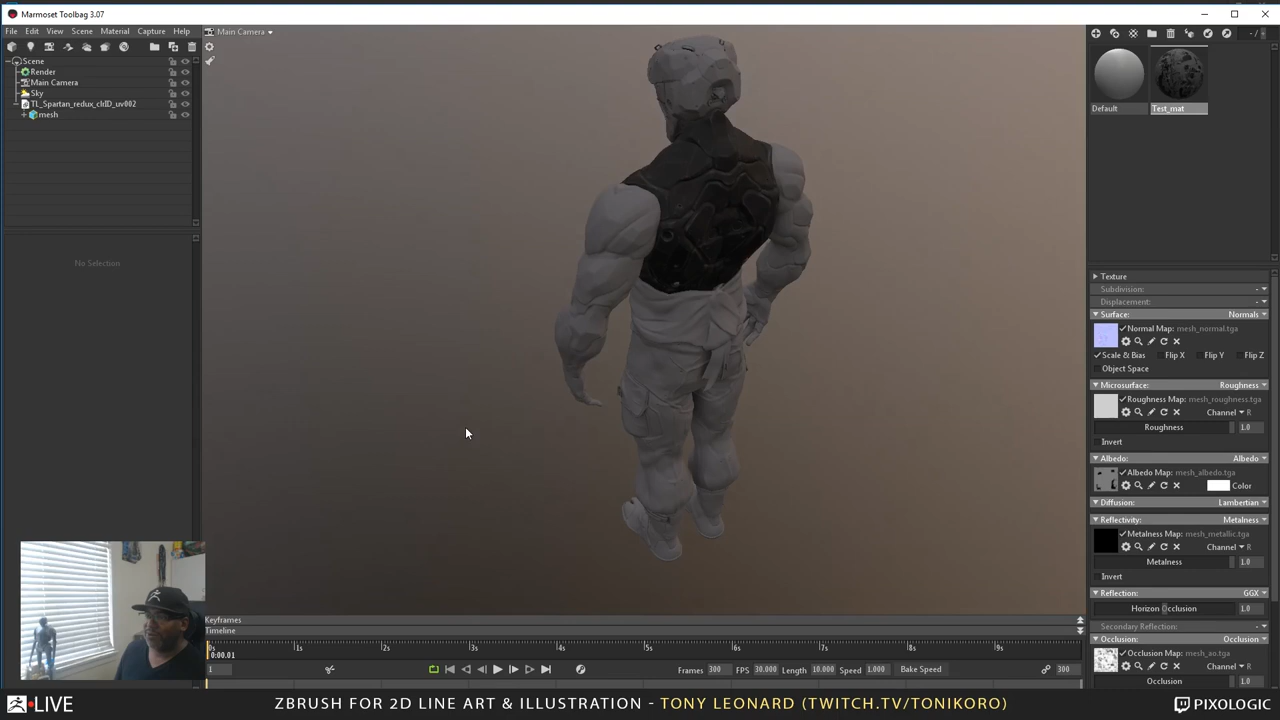 Marmoset Toolbag 3.07
File Edit View Scene Material Capture Help
Main Camera
- /
Scene
Render
Main Camera
Sky
TL_Spartan_redux_clrID_uv002
mesh
No Selection
Default
Test_mat
Texture
Subdivision: -
Displacement: -
Surface: Normals
Normal Map: mesh_normal.tga
Scale & Bias Flip X Flip Y Flip Z
Object Space
Microsurface: Roughness
Roughness Map: mesh_roughness.tga
Channel R
Roughness 1.0
Invert
Albedo: Albedo
Albedo Map: mesh_albedo.tga
Color
Diffusion: Lambertian
Reflectivity: Metalness
Metalness Map: mesh_metallic.tga
Channel R
Metalness 1.0
Invert
Reflection: GGX
Horizon Occlusion 1.0
Secondary Reflection: -
Occlusion: Occlusion
Occlusion Map: mesh_ao.tga
Channel R
Occlusion 1.0
Keyframes
Timeline
0s 1s 2s 3s 4s 5s 6s 7s 8s 9s
0:00.01
1 Frames 300 FPS 30.000 Length 10.000 Speed 1.000 Bake Speed 300
LIVE ZBRUSH FOR 2D LINE ART & ILLUSTRATION - TONY LEONARD (TWITCH.TV/TONIKORO) PIXOLOGIC